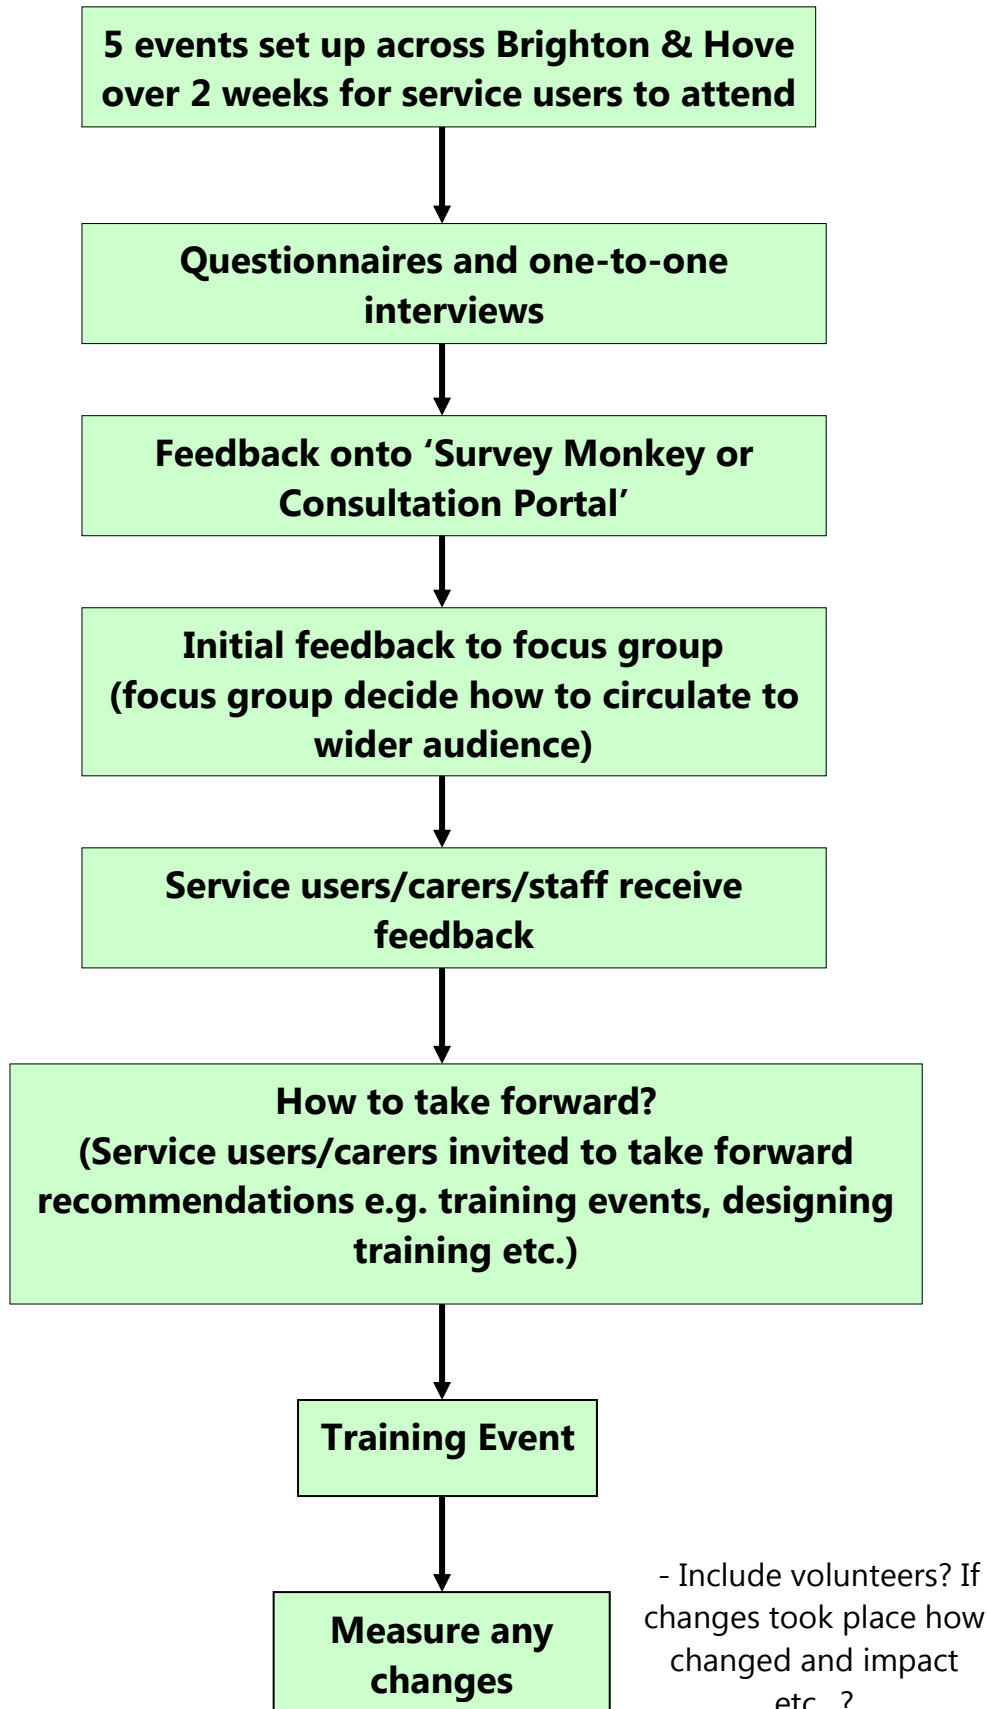 5 events set up across Brighton & Hove
over 2 weeks for service users to attend
Questionnaires and one-to-one
interviews
Feedback onto ‘Survey Monkey or
Consultation Portal’
Initial feedback to focus group
(focus group decide how to circulate to
wider audience)
Service users/carers/staff receive
feedback
How to take forward?
(Service users/carers invited to take forward
recommendations e.g. training events, designing
training etc.)
Training Event
Measure any
changes
- Include volunteers? If
changes took place how
changed and impact
etc...?